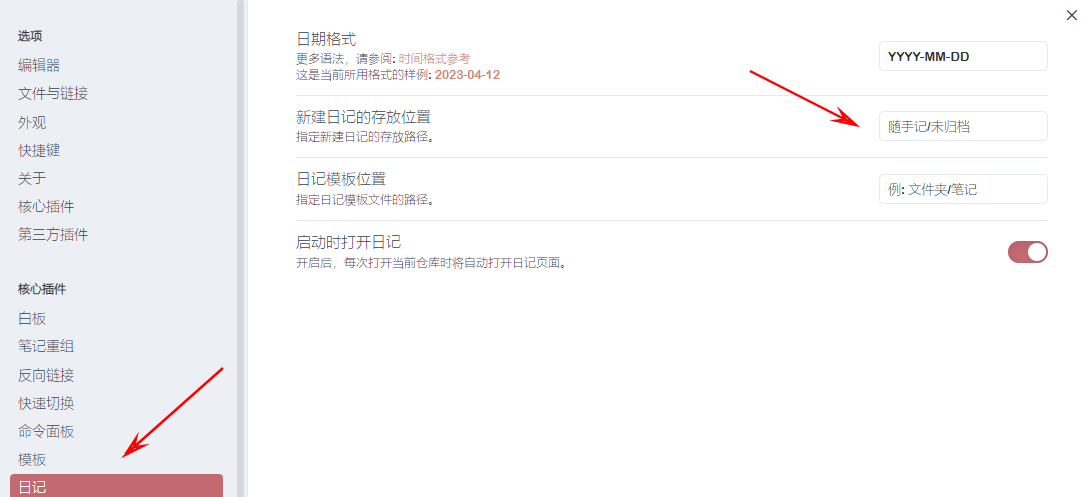 选项
编辑器
文件与链接
外观
快捷键
关于
核心插件
第三方插件
核心插件
白板
笔记重组
反向链接
快速切换
命令面板
模板
日记
日期格式
更多语法，请参阅: 时间格式参考
这是当前所用格式的样例: 2023-04-12
YYYY-MM-DD
新建日记的存放位置
指定新建日记的存放路径。
随手记/未归档
日记模板位置
指定日记模板文件的路径。
例: 文件夹/笔记
启动时打开日记
开启后，每次打开当前仓库时将自动打开日记页面。